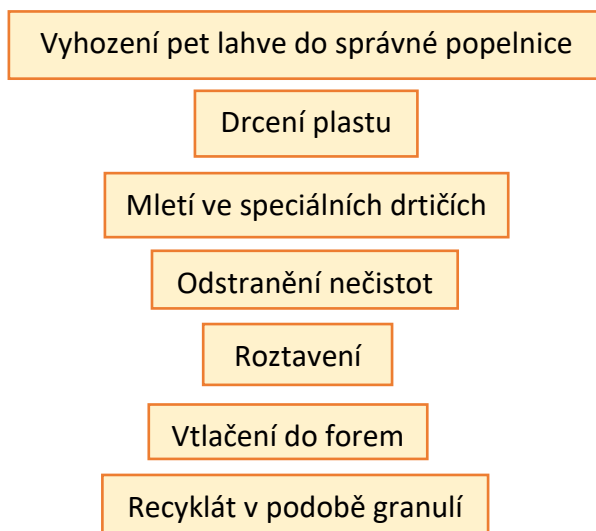 Vyhození pet lahve do správné popelnice
Drcení plastu
Mletí ve speciálních drtičích
Odstranění nečistot
Roztavení
Vtlačení do forem
Recyklát v podobě granulí